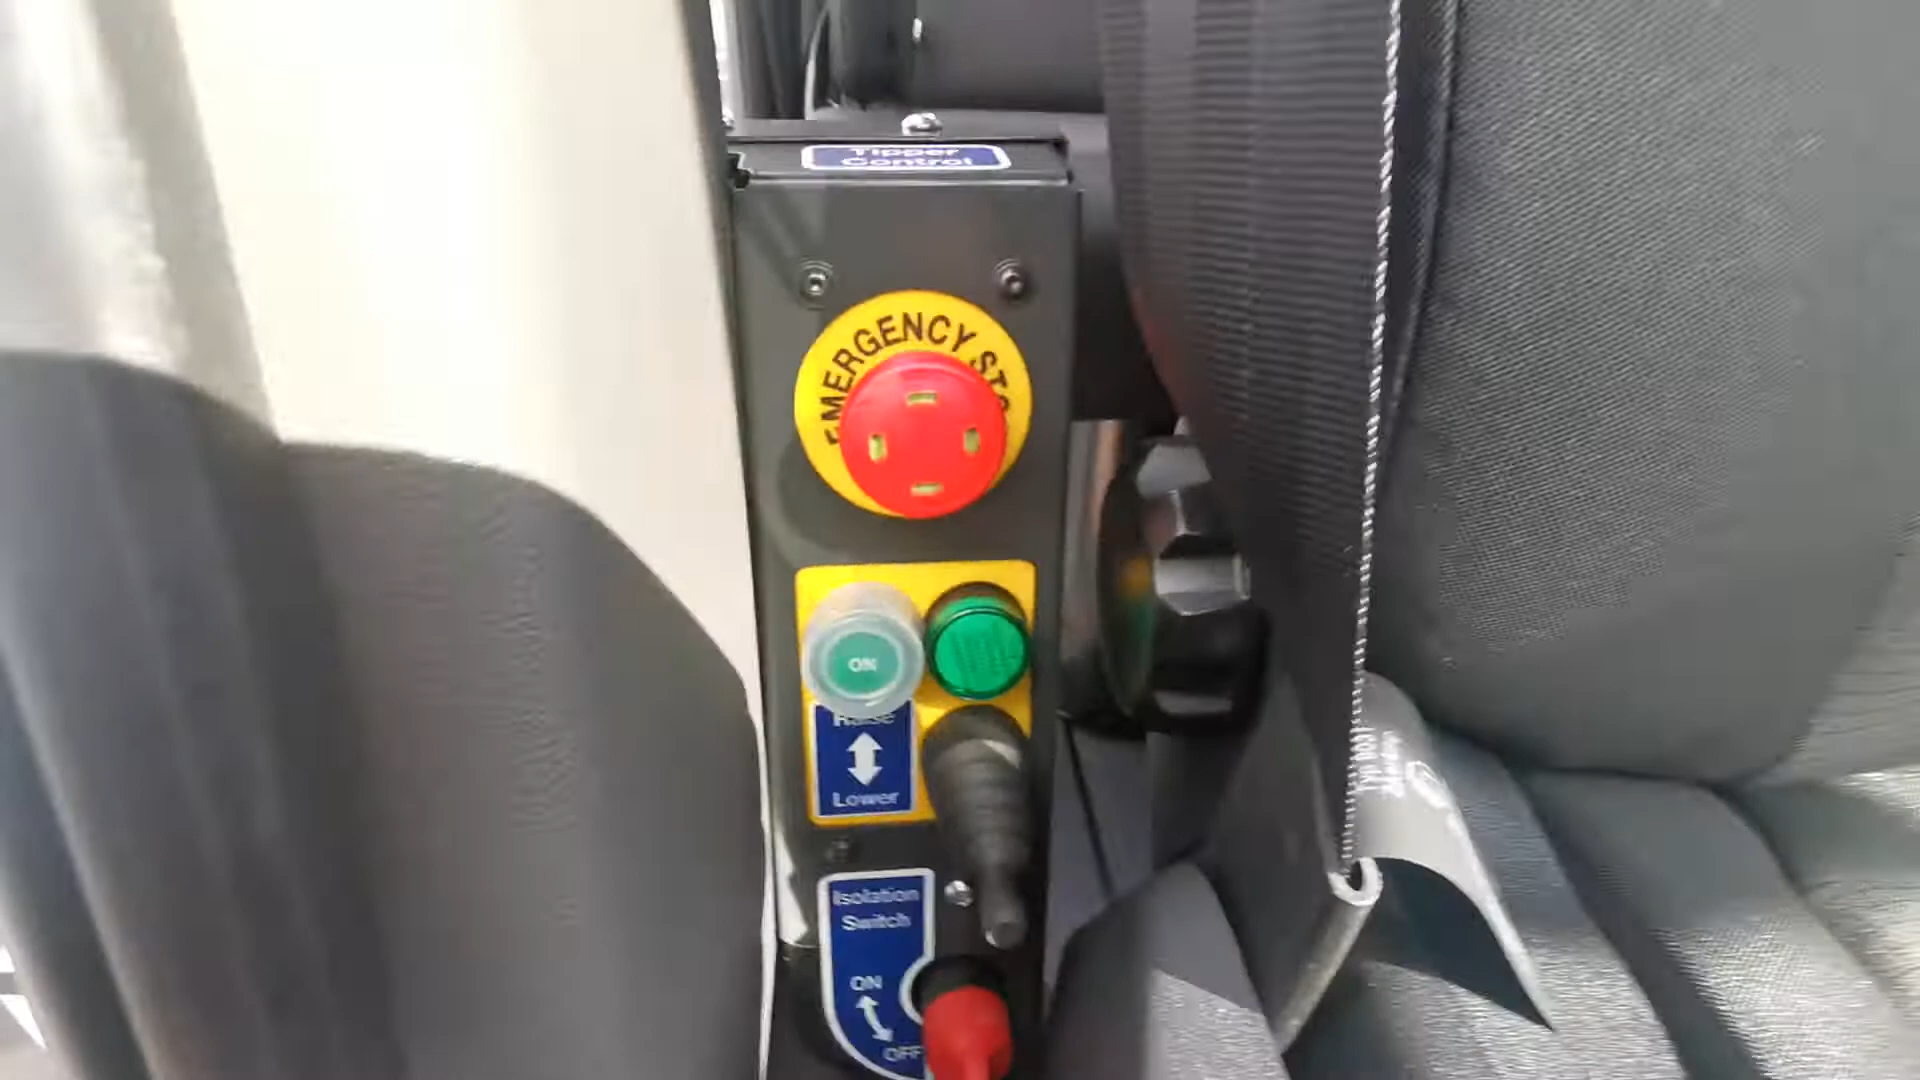 Tipper
Control
EMERGENCY STO
ON
Raise
Lower
Isolation
Switch
ON
OFF